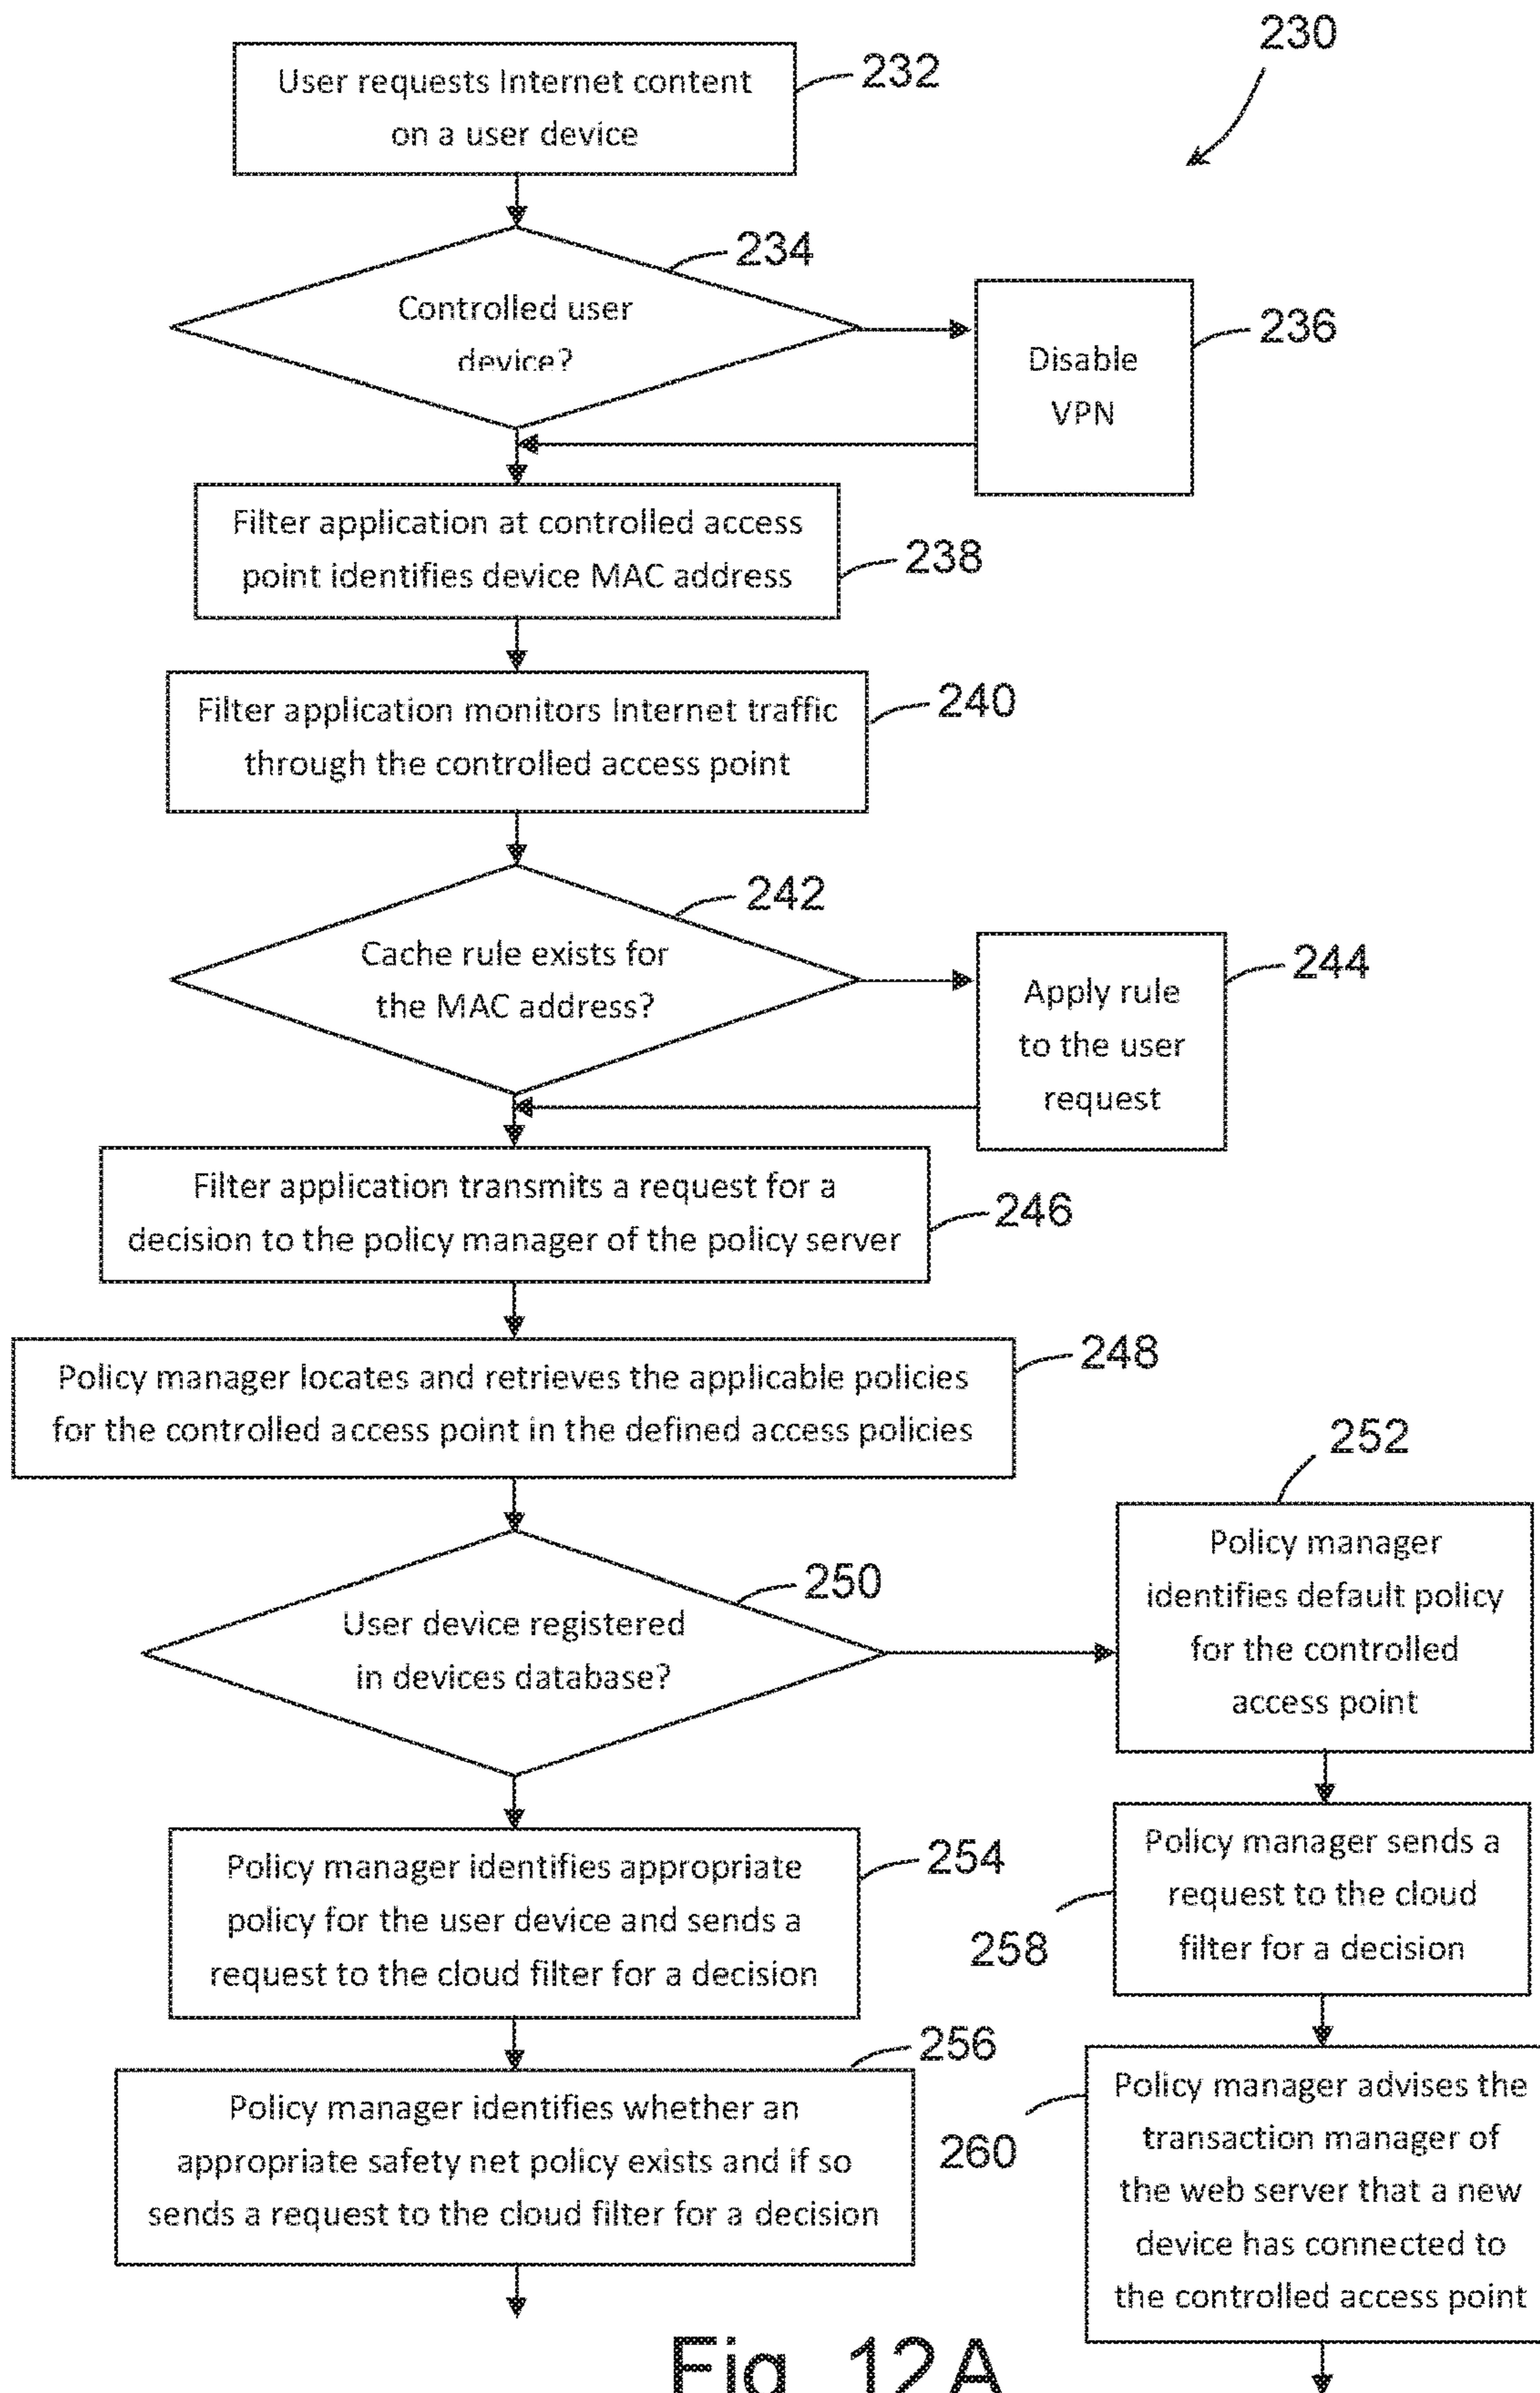 230
User requests Internet content
on a user device
232
234
Controlled user
device?
236
Disable
VPN
Filter application at controlled access
point identifies device MAC address
238
Filter application monitors Internet traffic
through the controlled access point
240
242
Cache rule exists for
the MAC address?
244
Apply rule
to the user
request
Filter application transmits a request for a
decision to the policy manager of the policy server
246
Policy manager locates and retrieves the applicable policies
for the controlled access point in the defined access policies
248
250
User device registered
in devices database?
252
Policy manager
identifies default policy
for the controlled
access point
Policy manager identifies appropriate
policy for the user device and sends a
request to the cloud filter for a decision
254
Policy manager sends a
request to the cloud
filter for a decision
258
256
Policy manager identifies whether an
appropriate safety net policy exists and if so
sends a request to the cloud filter for a decision
260
Policy manager advises the
transaction manager of
the web server that a new
device has connected to
the controlled access point
Fig 12A